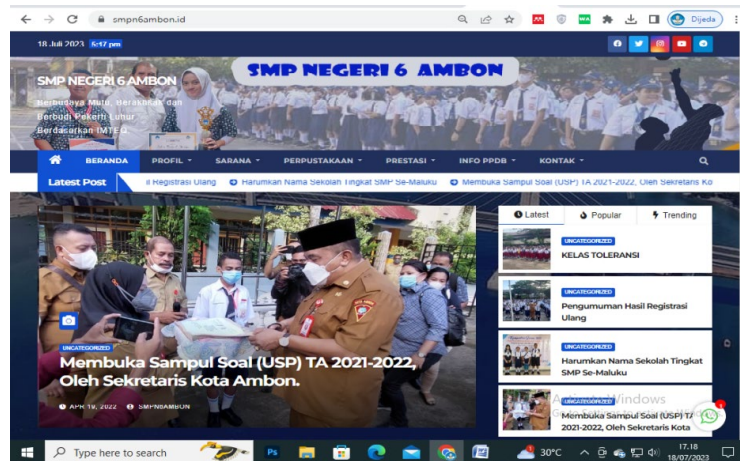 smpn6ambon.id
Dijeda
18 Juli 2023 5:17 pm
SMP NEGERI 6 AMBON
SMP NEGERI 6 AMBON
Berbudaya Mutu, Berakhlak dan
Berbudi Pekerti Luhur
Berdasarkan IMTEQ.
BERANDA PROFIL SARANA PERPUSTAKAAN PRESTASI INFO PPDB KONTAK
Latest Post il Registrasi Ulang Harumkan Nama Sekolah Tingkat SMP Se-Maluku Membuka Sampul Soal (USP) TA 2021-2022, Oleh Sekretaris Ko
Latest Popular Trending
UNCATEGORIZED
KELAS TOLERANSI
UNCATEGORIZED
Pengumuman Hasil Registrasi
Ulang
UNCATEGORIZED
Harumkan Nama Sekolah Tingkat
SMP Se-Maluku
UNCATEGORIZED
Membuka Sampul Soal (USP) TA
2021-2022, Oleh Sekretaris Kota
UNCATEGORIZED
Membuka Sampul Soal (USP) TA 2021-2022,
Oleh Sekretaris Kota Ambon.
APR 19, 2022 SMPN6AMBON
Windows
1
Type here to search
Ps
30°C
17.18
18/07/2023